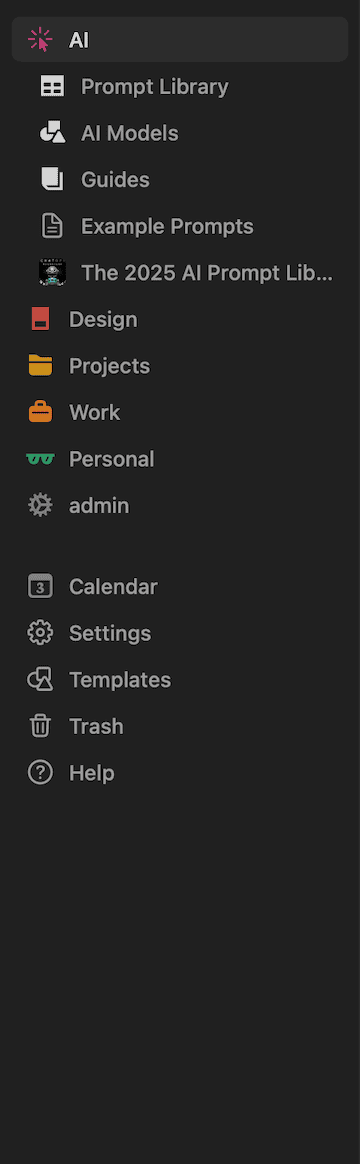 AI
Prompt Library
AI Models
Guides
Example Prompts
The 2025 AI Prompt Lib...
Design
Projects
Work
Personal
admin
3
Calendar
Settings
Templates
Trash
Help